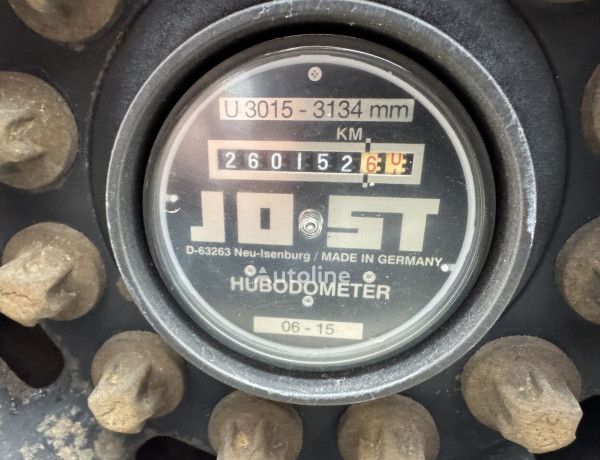 U 3015 - 3134 mm
KM
2601526
JOST
D-63263 Neu-Isenburg / MADE IN GERMANY
Autoline
HUBODOMETER
06 - 15